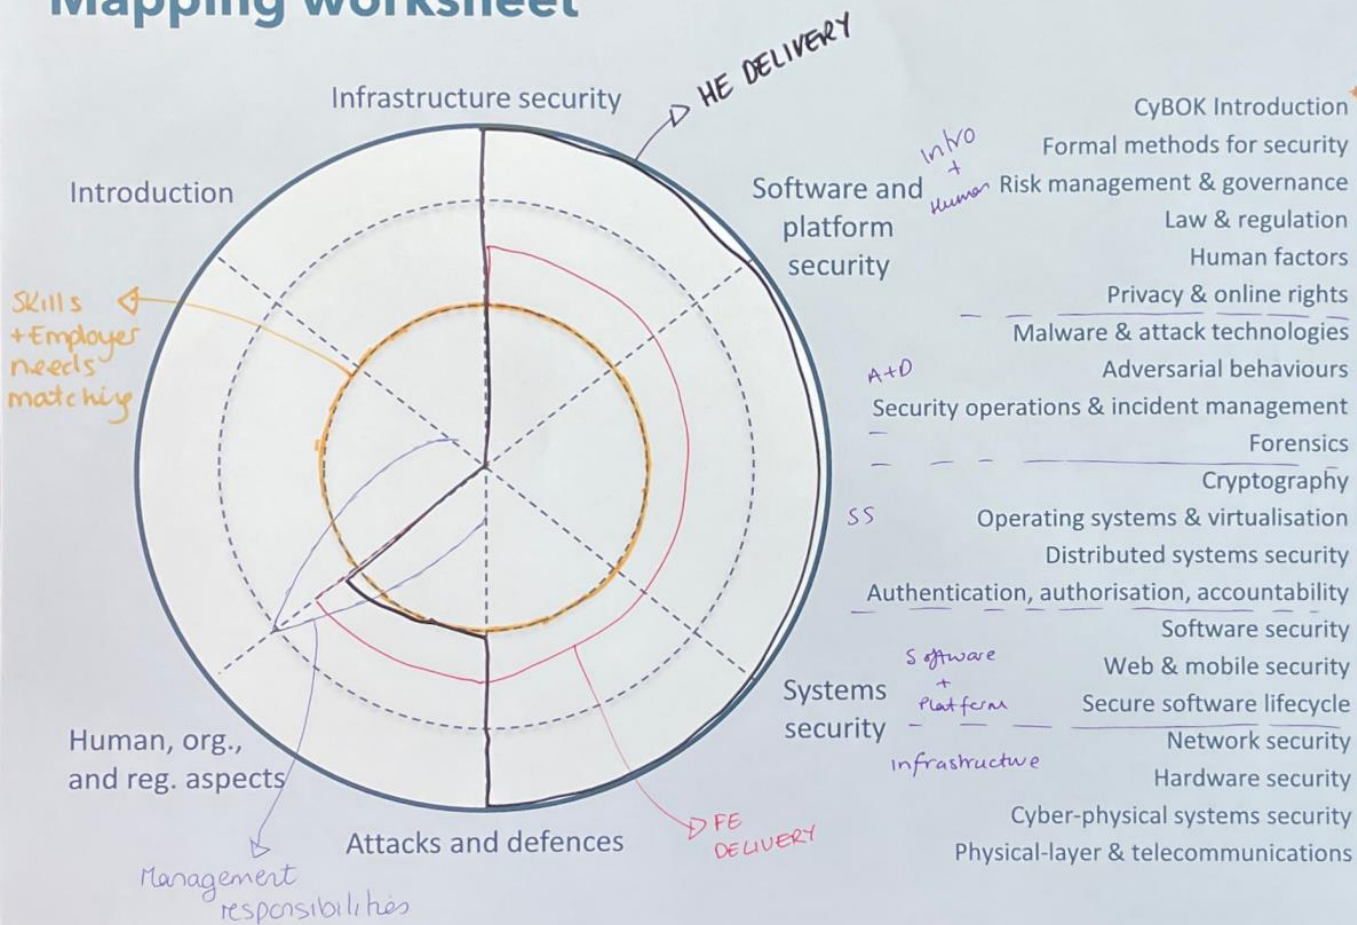 Mapping worksheet
HE DELIVERY
Infrastructure security
Introduction
Software and
platform
security
Skills
+Employer
needs
matching
Human, org.,
and reg. aspects
Attacks and defences
Systems
security
FE
DELIVERY
Management
responsibilities
Intro
+
Human
A+D
SS
Software
+
Platform
Infrastructure
CyBOK Introduction
Formal methods for security
Risk management & governance
Law & regulation
Human factors
Privacy & online rights
Malware & attack technologies
Adversarial behaviours
Security operations & incident management
Forensics
Cryptography
Operating systems & virtualisation
Distributed systems security
Authentication, authorisation, accountability
Software security
Web & mobile security
Secure software lifecycle
Network security
Hardware security
Cyber-physical systems security
Physical-layer & telecommunications